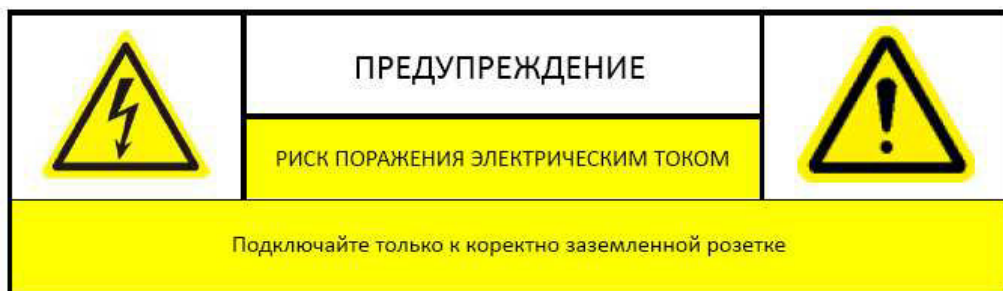 ПРЕДУПРЕЖДЕНИЕ
РИСК ПОРАЖЕНИЯ ЭЛЕКТРИЧЕСКИМ ТОКОМ
Подключайте только к коректно заземленной розетке